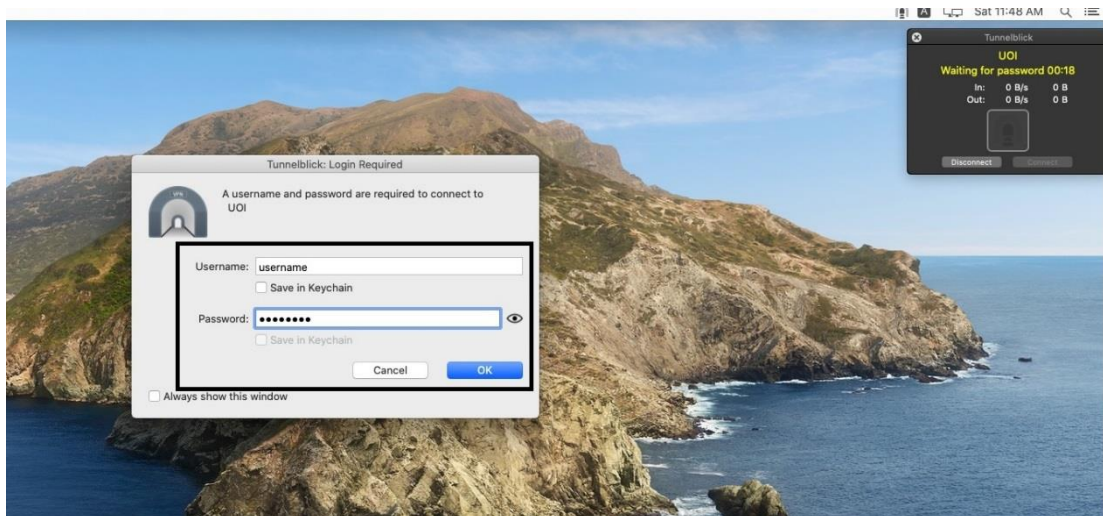 A
Sat 11:48 AM
Tunnelblick
UOI
Waiting for password 00:18
In: 0 B/s 0 B
Out: 0 B/s 0 B
Disconnect Connect
Tunnelblick: Login Required
VPN
A username and password are required to connect to
UOI
Username: username
Save in Keychain
Password: ••••••••
Save in Keychain
Cancel OK
Always show this window